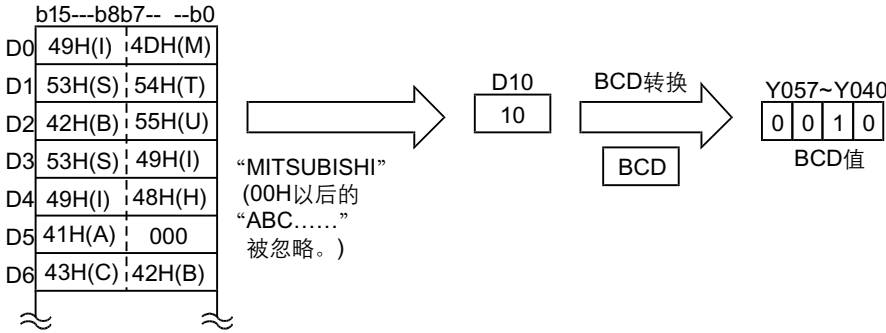 b15---b8b7-- --b0
D0 49H(I) 4DH(M)
D1 53H(S) 54H(T)
D2 42H(B) 55H(U)
D3 53H(S) 49H(I)
D4 49H(I) 48H(H)
D5 41H(A) 000
D6 43H(C) 42H(B)
“MITSUBISHI”
(00H以后的
“ABC……”
被忽略。)
D10
10
BCD转换
BCD
Y057~Y040
0 0 1 0
BCD值